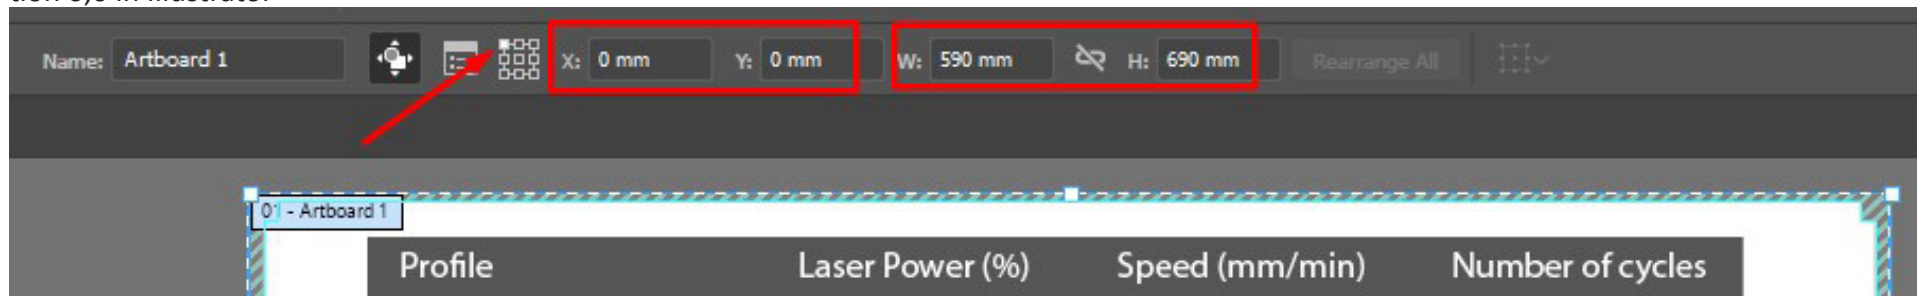 Name: Artboard 1 X: 0 mm Y: 0 mm W: 590 mm H: 690 mm Rearrange All
01 - Artboard 1
Profile Laser Power (%) Speed (mm/min) Number of cycles